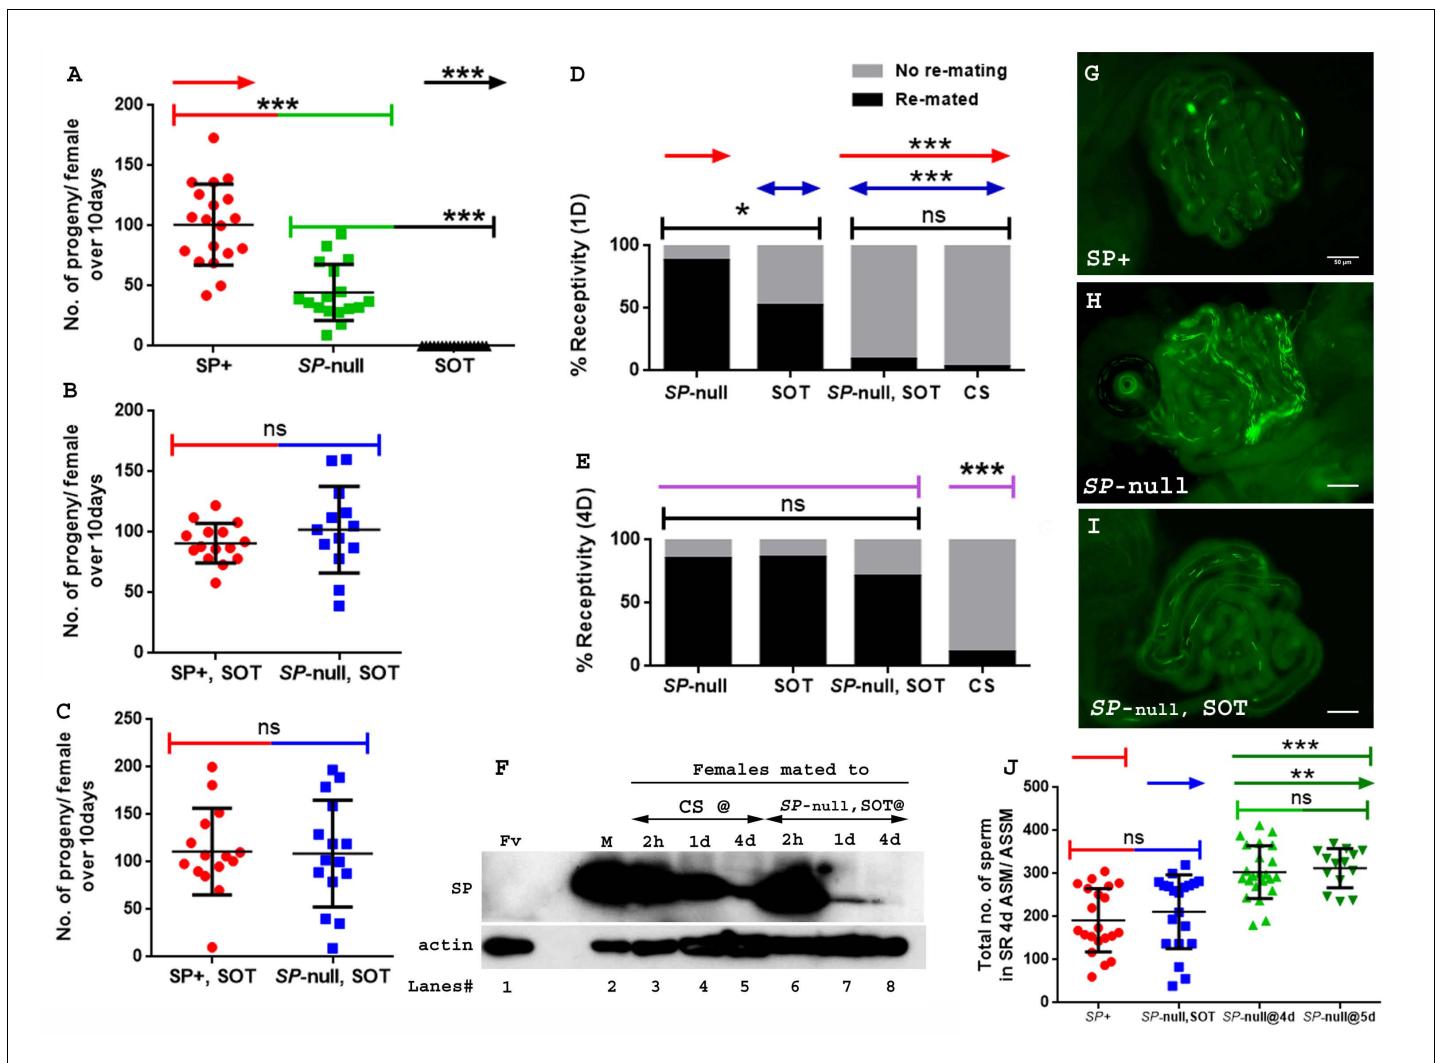 A
***
***
200
150
100
50
0
***
No. of progeny/ female
over 10days
SP+
SP-null
SOT
B
200
150
100
50
0
ns
No. of progeny/ female
over 10days
SP+, SOT
SP-null, SOT
C
250
200
150
100
50
0
ns
No. of progeny/ female
over 10days
SP+, SOT
SP-null, SOT
D
No re-mating
Re-mated
***
***
*
ns
100
50
0
% Receptivity (1D)
SP-null
SOT
SP-null, SOT
CS
E
***
ns
100
50
0
% Receptivity (4D)
SP-null
SOT
SP-null, SOT
CS
F
Females mated to
CS @
SP-null,SOT@
Fv
M
2h
1d
4d
2h
1d
4d
SP
actin
Lanes#
1
2
3
4
5
6
7
8
G
SP+
50 µm
H
SP-null
I
SP-null, SOT
J
***
**
ns
ns
500
400
300
200
100
0
Total no. of sperm
in SR 4d ASM/ ASSM
SP+
SP-null,SOT
SP-null@4d
SP-null@5d